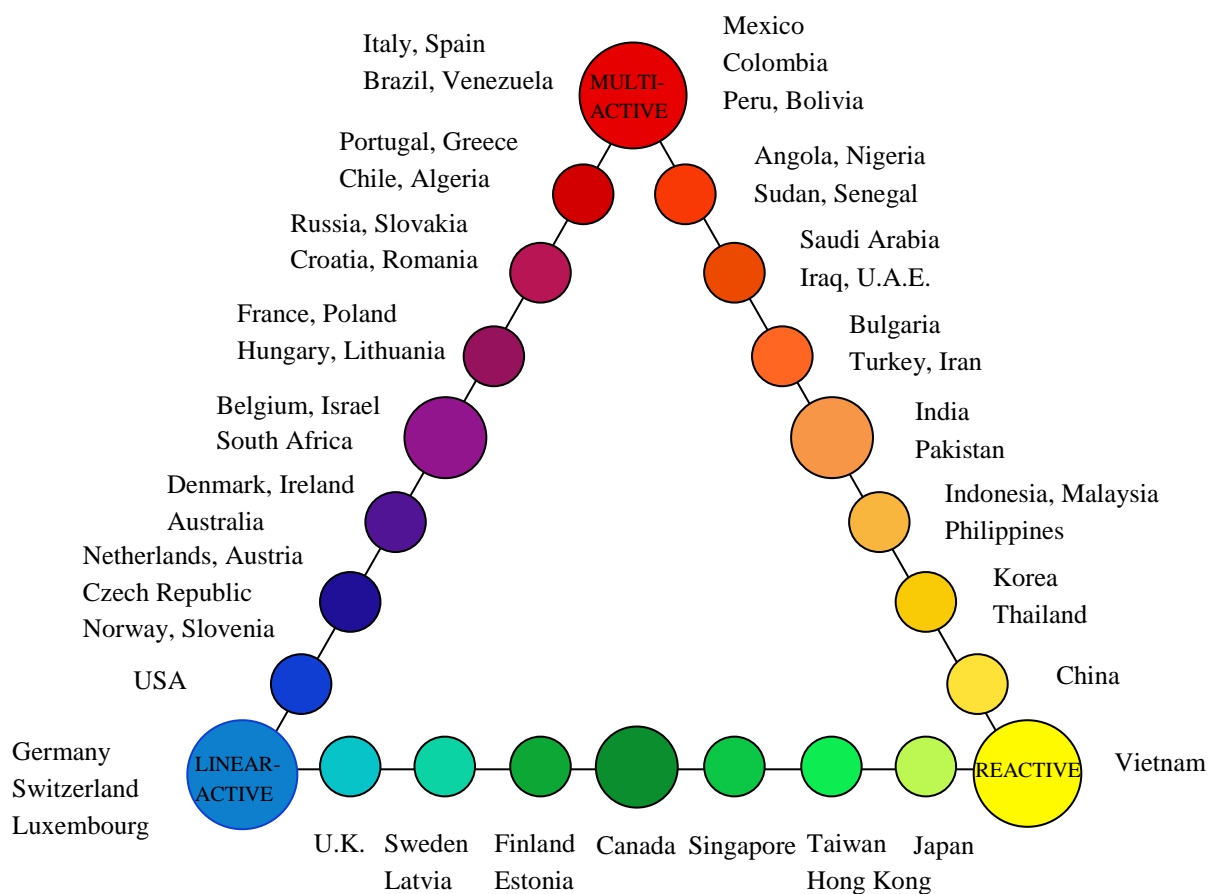 Italy, Spain
Brazil, Venezuela
MULTI-
ACTIVE
Mexico
Colombia
Peru, Bolivia
Portugal, Greece
Chile, Algeria
Angola, Nigeria
Sudan, Senegal
Russia, Slovakia
Croatia, Romania
Saudi Arabia
Iraq, U.A.E.
France, Poland
Hungary, Lithuania
Bulgaria
Turkey, Iran
Belgium, Israel
South Africa
India
Pakistan
Denmark, Ireland
Australia
Indonesia, Malaysia
Philippines
Netherlands, Austria
Czech Republic
Norway, Slovenia
Korea
Thailand
USA
China
Germany
Switzerland
Luxembourg
LINEAR-
ACTIVE
REACTIVE
Vietnam
U.K.
Sweden
Latvia
Finland
Estonia
Canada
Singapore
Taiwan
Hong Kong
Japan